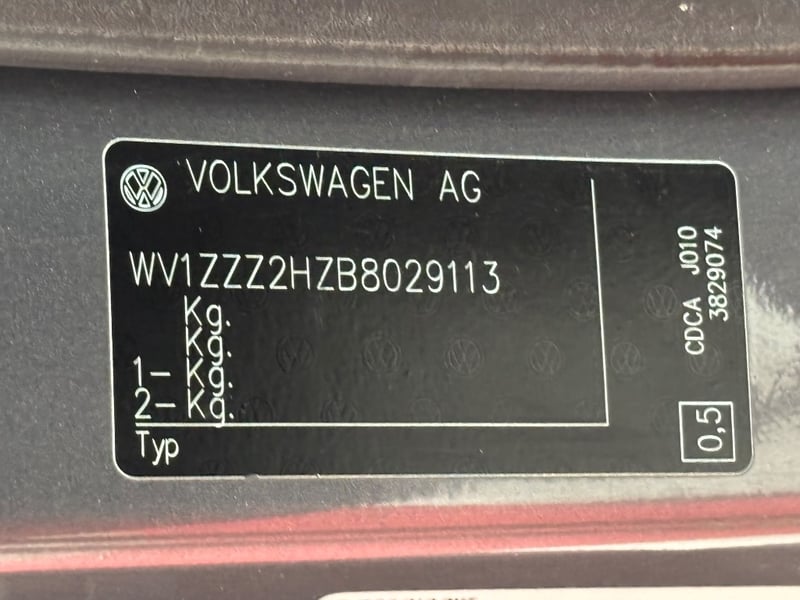 VOLKSWAGEN AG
WV1ZZZ2HZB8029113
Kg.
Kg.
1- Kg.
2- Kg.
Typ
CDCA J010
3829074
0,5